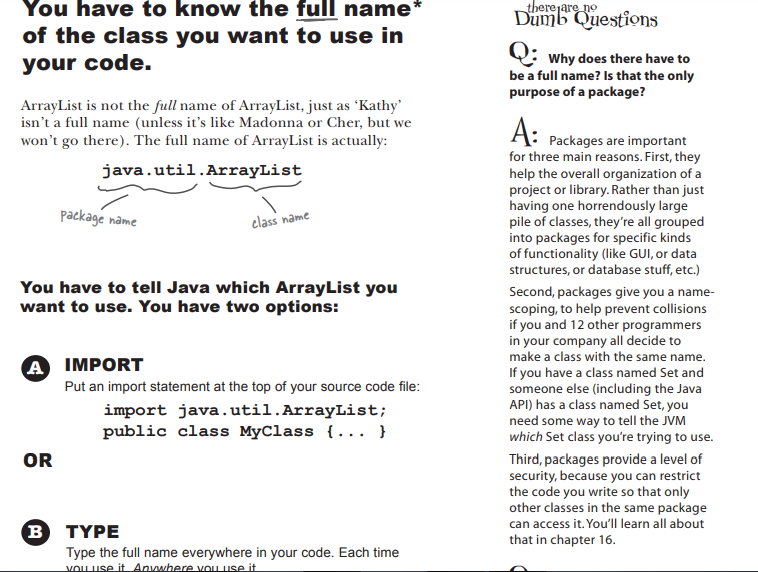 You have to know the full name*
of the class you want to use in
your code.
ArrayList is not the full name of ArrayList, just as ‘Kathy’
isn’t a full name (unless it’s like Madonna or Cher, but we
won’t go there). The full name of ArrayList is actually:
java.util.ArrayList
Package name
class name
You have to tell Java which ArrayList you
want to use. You have two options:
A IMPORT
Put an import statement at the top of your source code file:
import java.util.ArrayList;
public class MyClass {... }
OR
B TYPE
Type the full name everywhere in your code. Each time
you use it. Anywhere you use it.
there are no
Dumb Questions
Q: Why does there have to
be a full name? Is that the only
purpose of a package?
A: Packages are important
for three main reasons. First, they
help the overall organization of a
project or library. Rather than just
having one horrendously large
pile of classes, they’re all grouped
into packages for specific kinds
of functionality (like GUI, or data
structures, or database stuff, etc.)
Second, packages give you a name-
scoping, to help prevent collisions
if you and 12 other programmers
in your company all decide to
make a class with the same name.
If you have a class named Set and
someone else (including the Java
API) has a class named Set, you
need some way to tell the JVM
which Set class you’re trying to use.
Third, packages provide a level of
security, because you can restrict
the code you write so that only
other classes in the same package
can access it. You’ll learn all about
that in chapter 16.